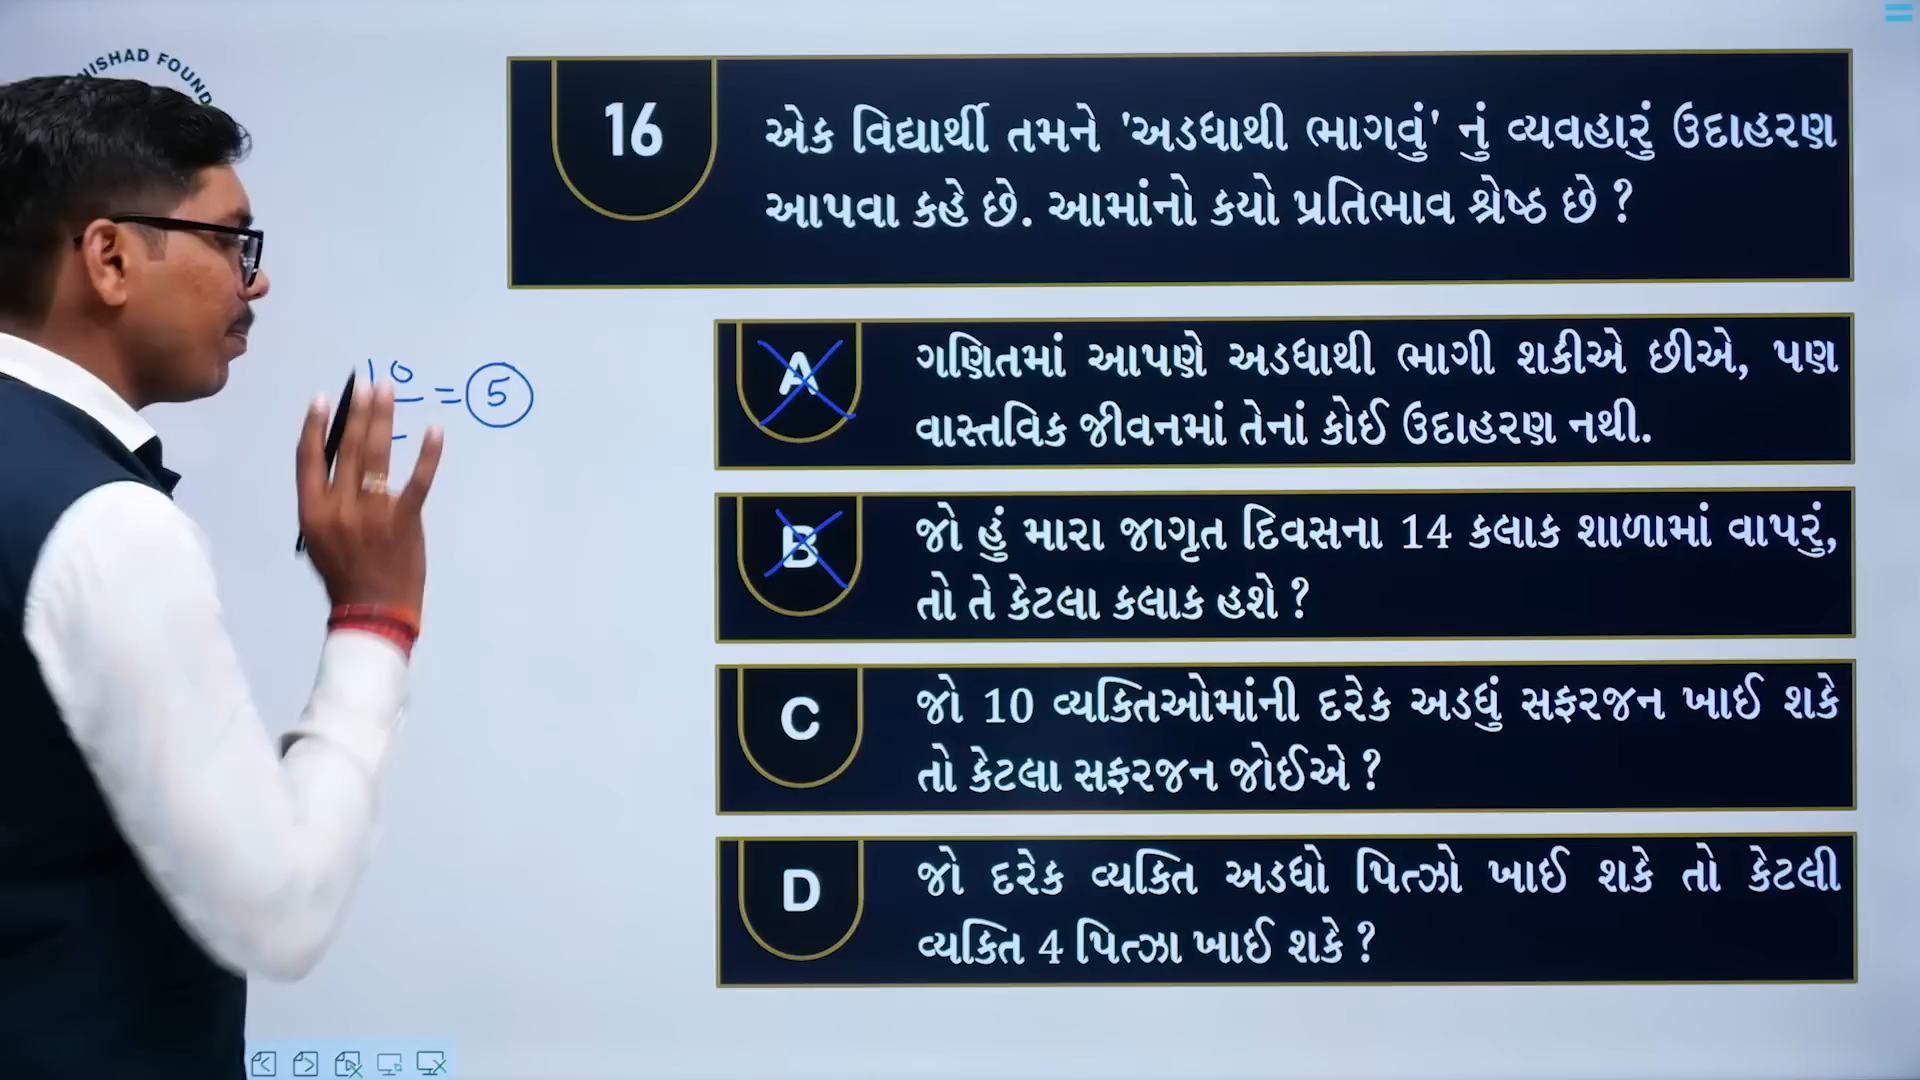 NISHAD FOUND
16
એક વિદ્યાર્થી તમને 'અડધાથી ભાગવું' નું વ્યવહારું ઉદાહરણ
આપવા કહે છે. આમાંનો કયો પ્રતિભાવ શ્રેષ્ઠ છે ?
10
= 5
A
ગણિતમાં આપણે અડધાથી ભાગી શકીએ છીએ, પણ
વાસ્તવિક જીવનમાં તેનાં કોઈ ઉદાહરણ નથી.
B
જો હું મારા જાગૃત દિવસના 14 કલાક શાળામાં વાપરું,
તો તે કેટલા કલાક હશે ?
C
જો 10 વ્યક્તિઓમાંની દરેક અડધું સફરજન ખાઈ શકે
તો કેટલા સફરજન જોઈએ ?
D
જો દરેક વ્યક્તિ અડધો પિત્ઝો ખાઈ શકે તો કેટલી
વ્યક્તિ 4 પિત્ઝા ખાઈ શકે ?